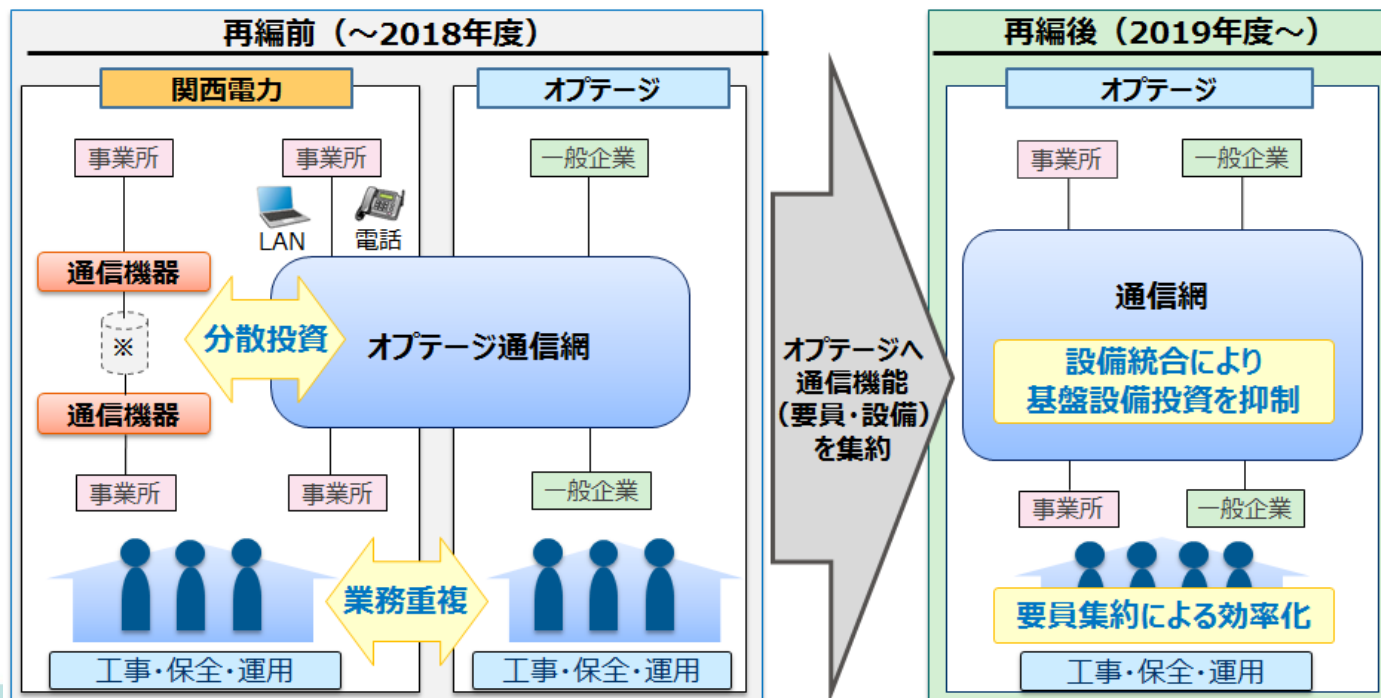 再編前（～2018年度）
関西電力
事業所
事業所
LAN
電話
通信機器
※
通信機器
分散投資
事業所
事業所
工事・保全・運用
オプテージ
一般企業
オプテージ通信網
一般企業
業務重複
工事・保全・運用
オプテージへ
通信機能
（要員・設備）
を集約
再編後（2019年度～）
オプテージ
事業所
一般企業
通信網
設備統合により
基盤設備投資を抑制
事業所
一般企業
要員集約による効率化
工事・保全・運用